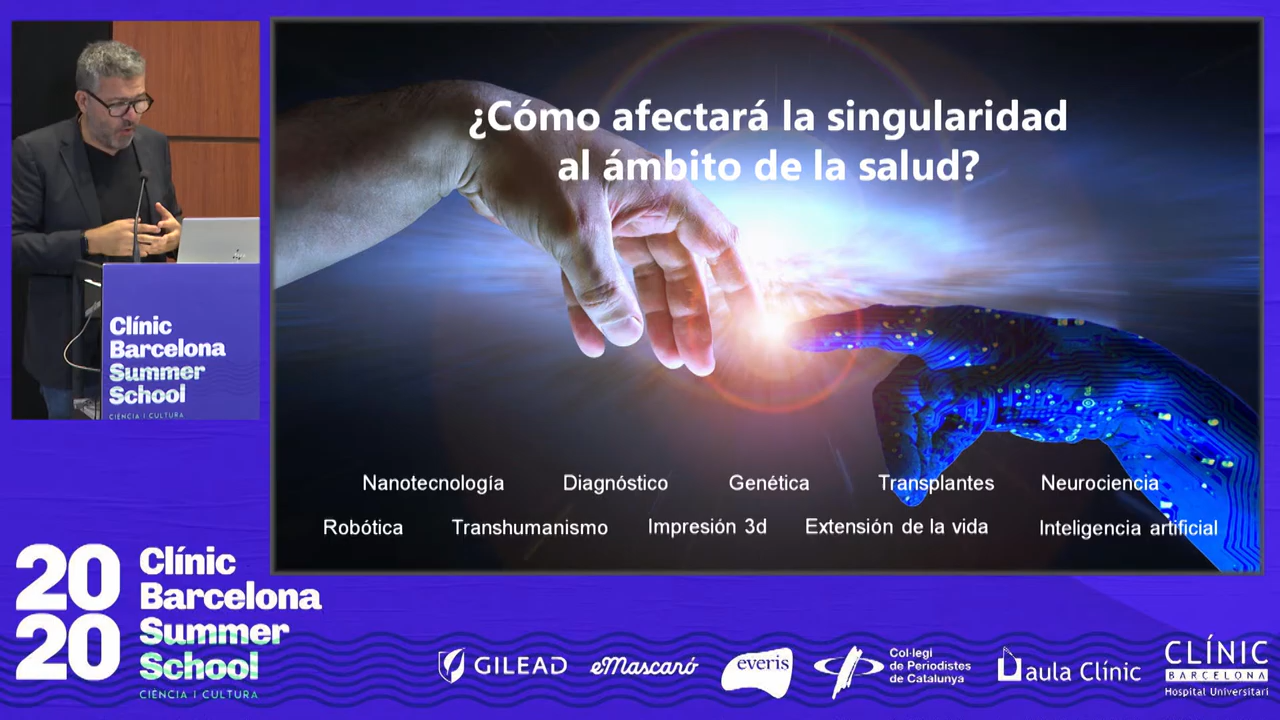 ¿Cómo afectará la singularidad
al ámbito de la salud?
Nanotecnología Diagnóstico Genética Transplantes Neurociencia
Robótica Transhumanismo Impresión 3d Extensión de la vida Inteligencia artificial
Clínic
Barcelona
Summer
School
CIÈNCIA I CULTURA
20
20
Clínic
Barcelona
Summer
School
CIÈNCIA I CULTURA
GILEAD
eMascaró
everis
Col·legi
de Periodistes
de Catalunya
aula Clínic
CLÍNIC
BARCELONA
Hospital Universitari